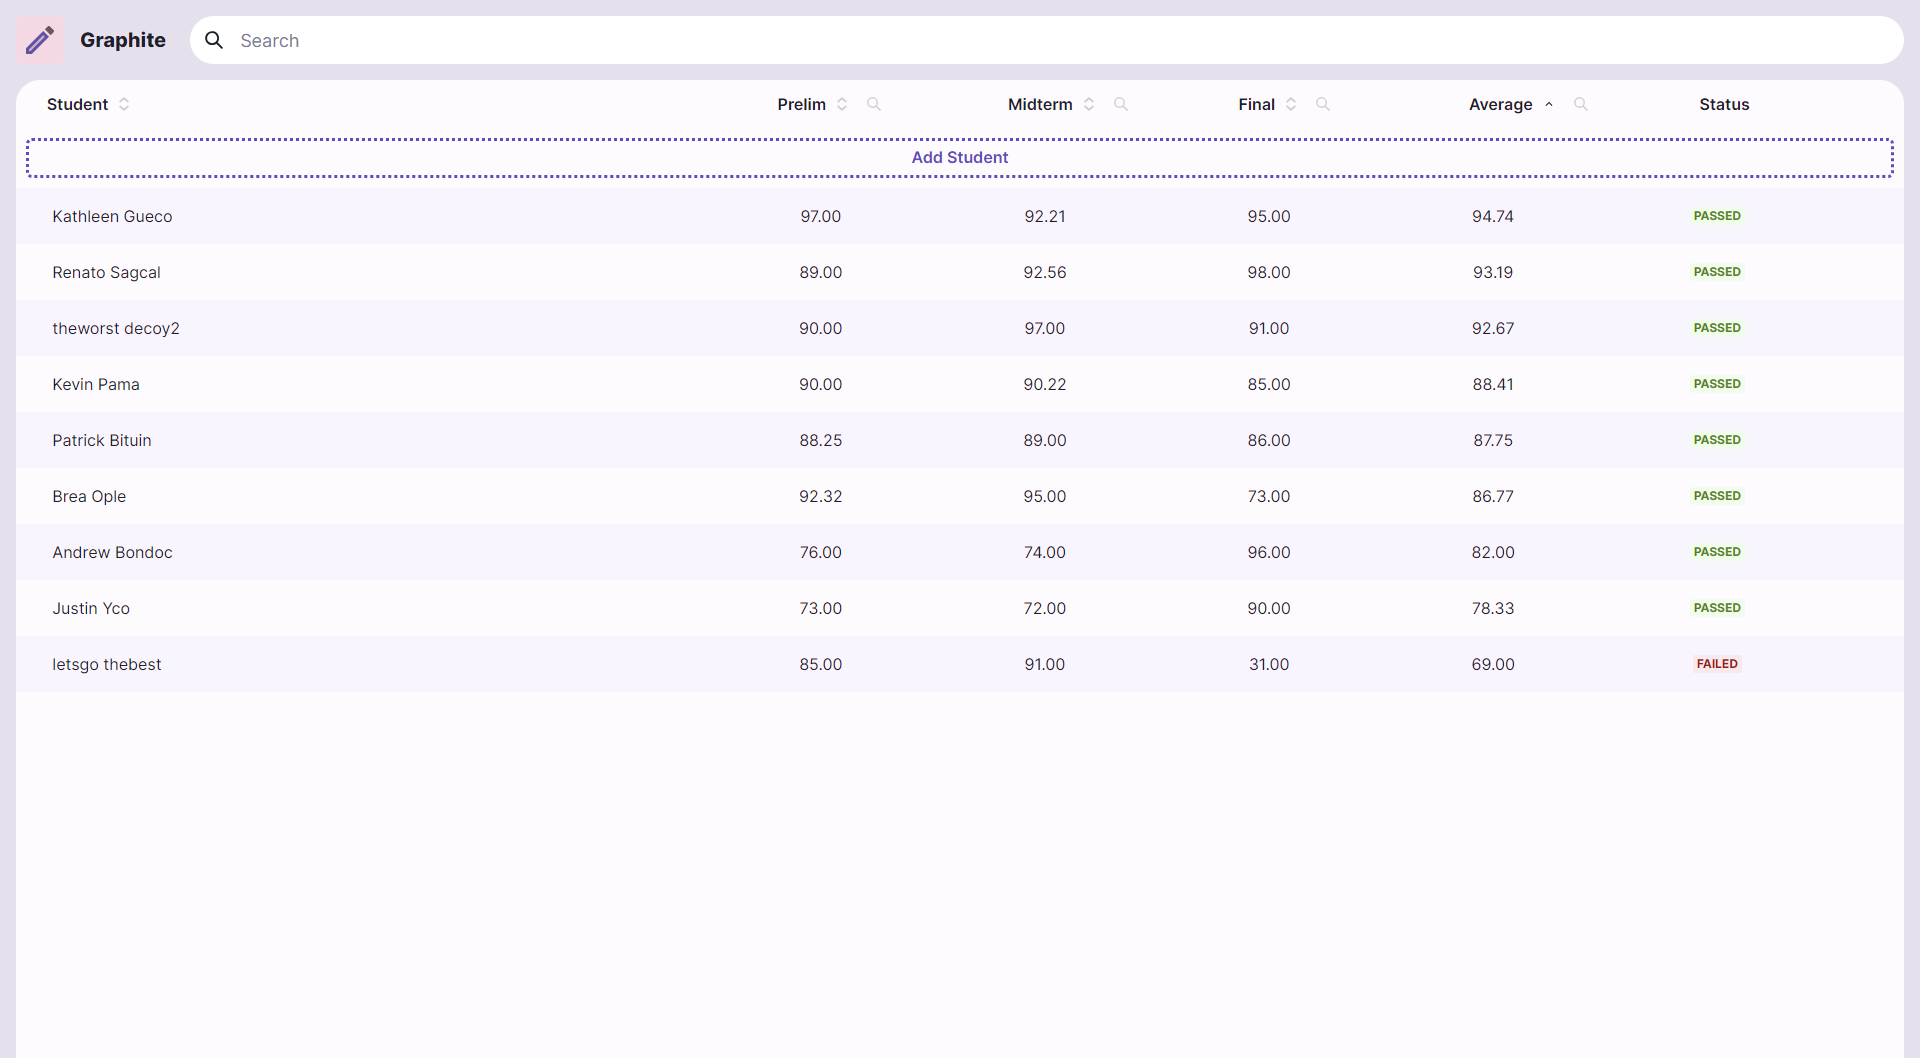 Graphite Search
Student Prelim Midterm Final Average Status
Add Student
Kathleen Gueco 97.00 92.21 95.00 94.74 PASSED
Renato Sagcal 89.00 92.56 98.00 93.19 PASSED
theworst decoy2 90.00 97.00 91.00 92.67 PASSED
Kevin Pama 90.00 90.22 85.00 88.41 PASSED
Patrick Bituin 88.25 89.00 86.00 87.75 PASSED
Brea Ople 92.32 95.00 73.00 86.77 PASSED
Andrew Bondoc 76.00 74.00 96.00 82.00 PASSED
Justin Yco 73.00 72.00 90.00 78.33 PASSED
letsgo thebest 85.00 91.00 31.00 69.00 FAILED